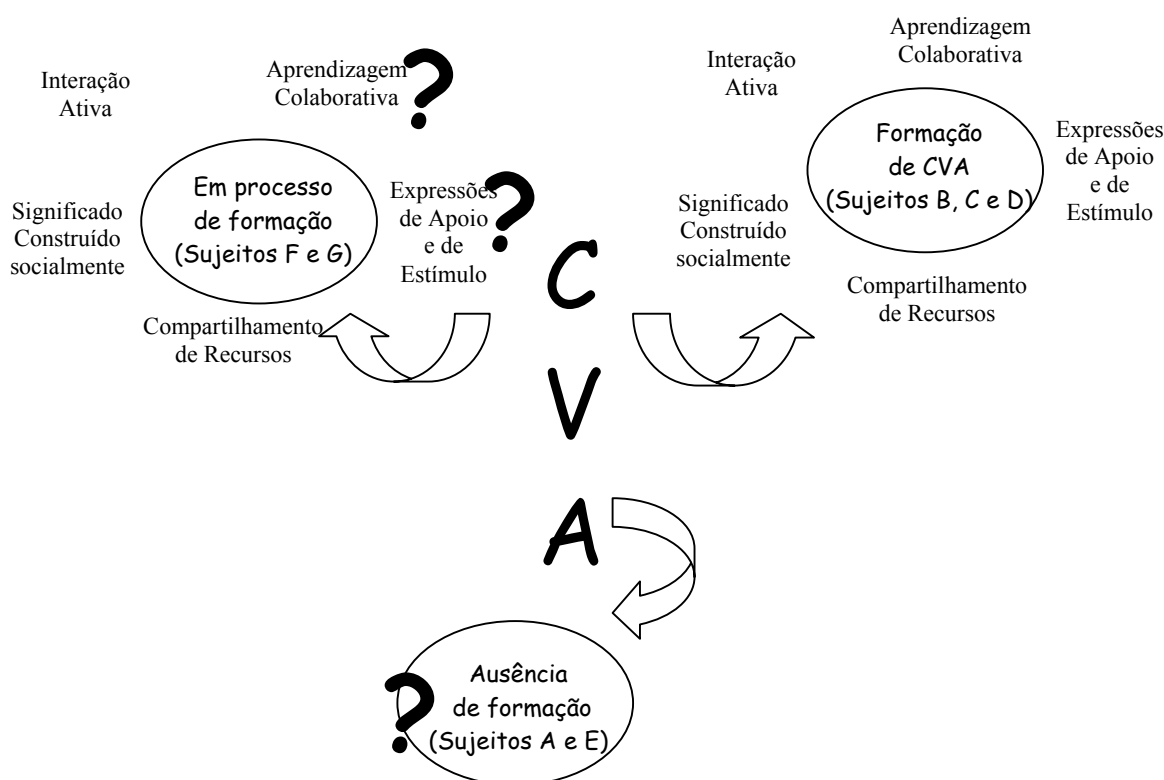 Interação
Ativa
Aprendizagem
Colaborativa
?
Em processo
de formação
(Sujeitos F e G)
Significado
Construído
socialmente
Expressões
de Apoio
e de
Estímulo
?
Compartilhamento
de Recursos
C
V
A
Interação
Ativa
Aprendizagem
Colaborativa
Formação
de CVA
(Sujeitos B, C e D)
Expressões
de Apoio
e de
Estímulo
Significado
Construído
socialmente
Compartilhamento
de Recursos
?
Ausência
de formação
(Sujeitos A e E)